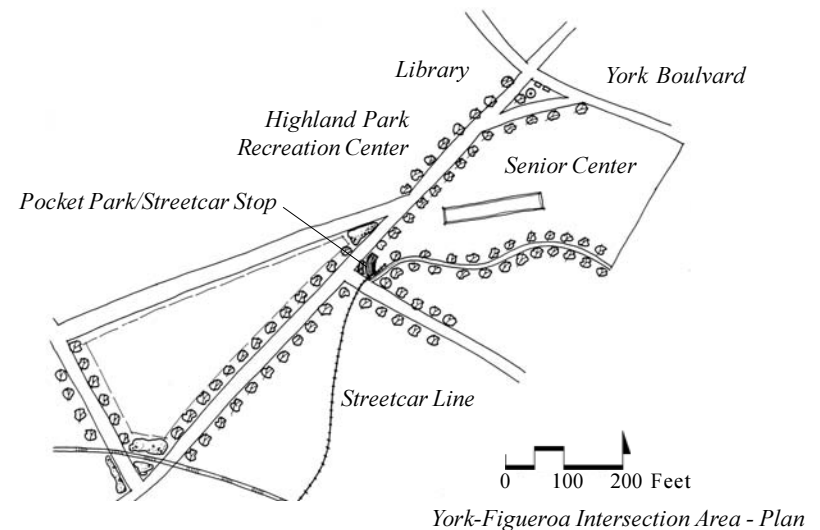 Library
York Boulvard
Highland Park
Recreation Center
Senior Center
Pocket Park/Streetcar Stop
Streetcar Line
0 100 200 Feet
York-Figueroa Intersection Area - Plan